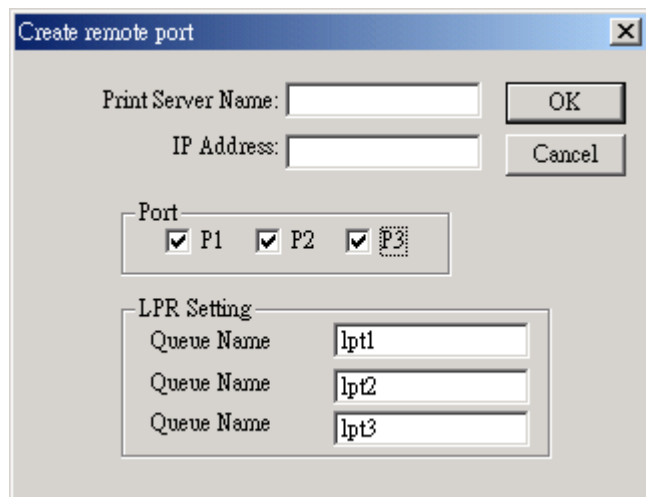 Create remote port
Print Server Name:
OK
IP Address:
Cancel
Port
P1 P2 P3
LPR Setting
Queue Name lpt1
Queue Name lpt2
Queue Name lpt3